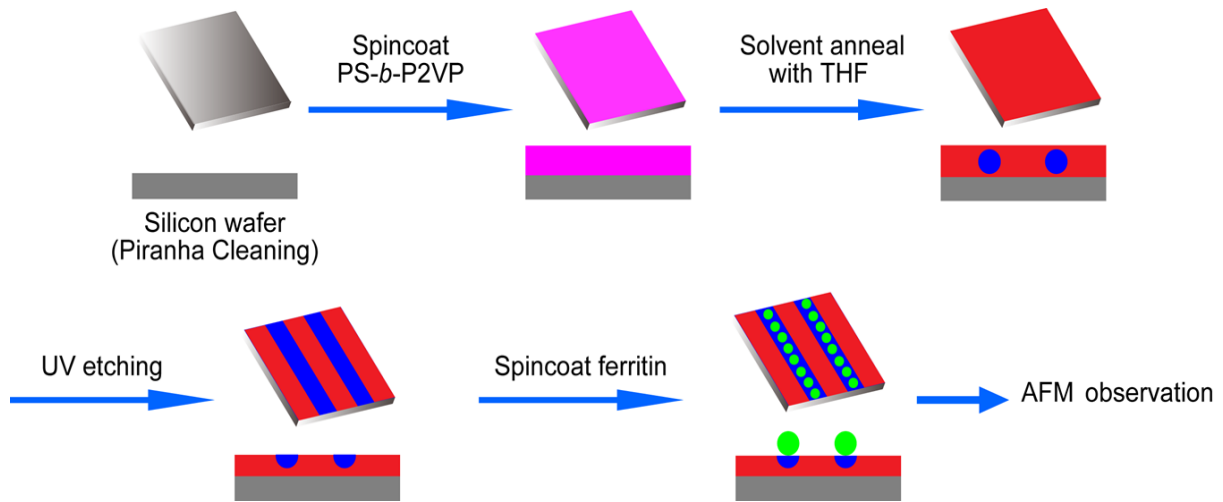 Spincoat
PS-b-P2VP
Solvent anneal
with THF
Silicon wafer
(Piranha Cleaning)
UV etching
Spincoat ferritin
AFM observation